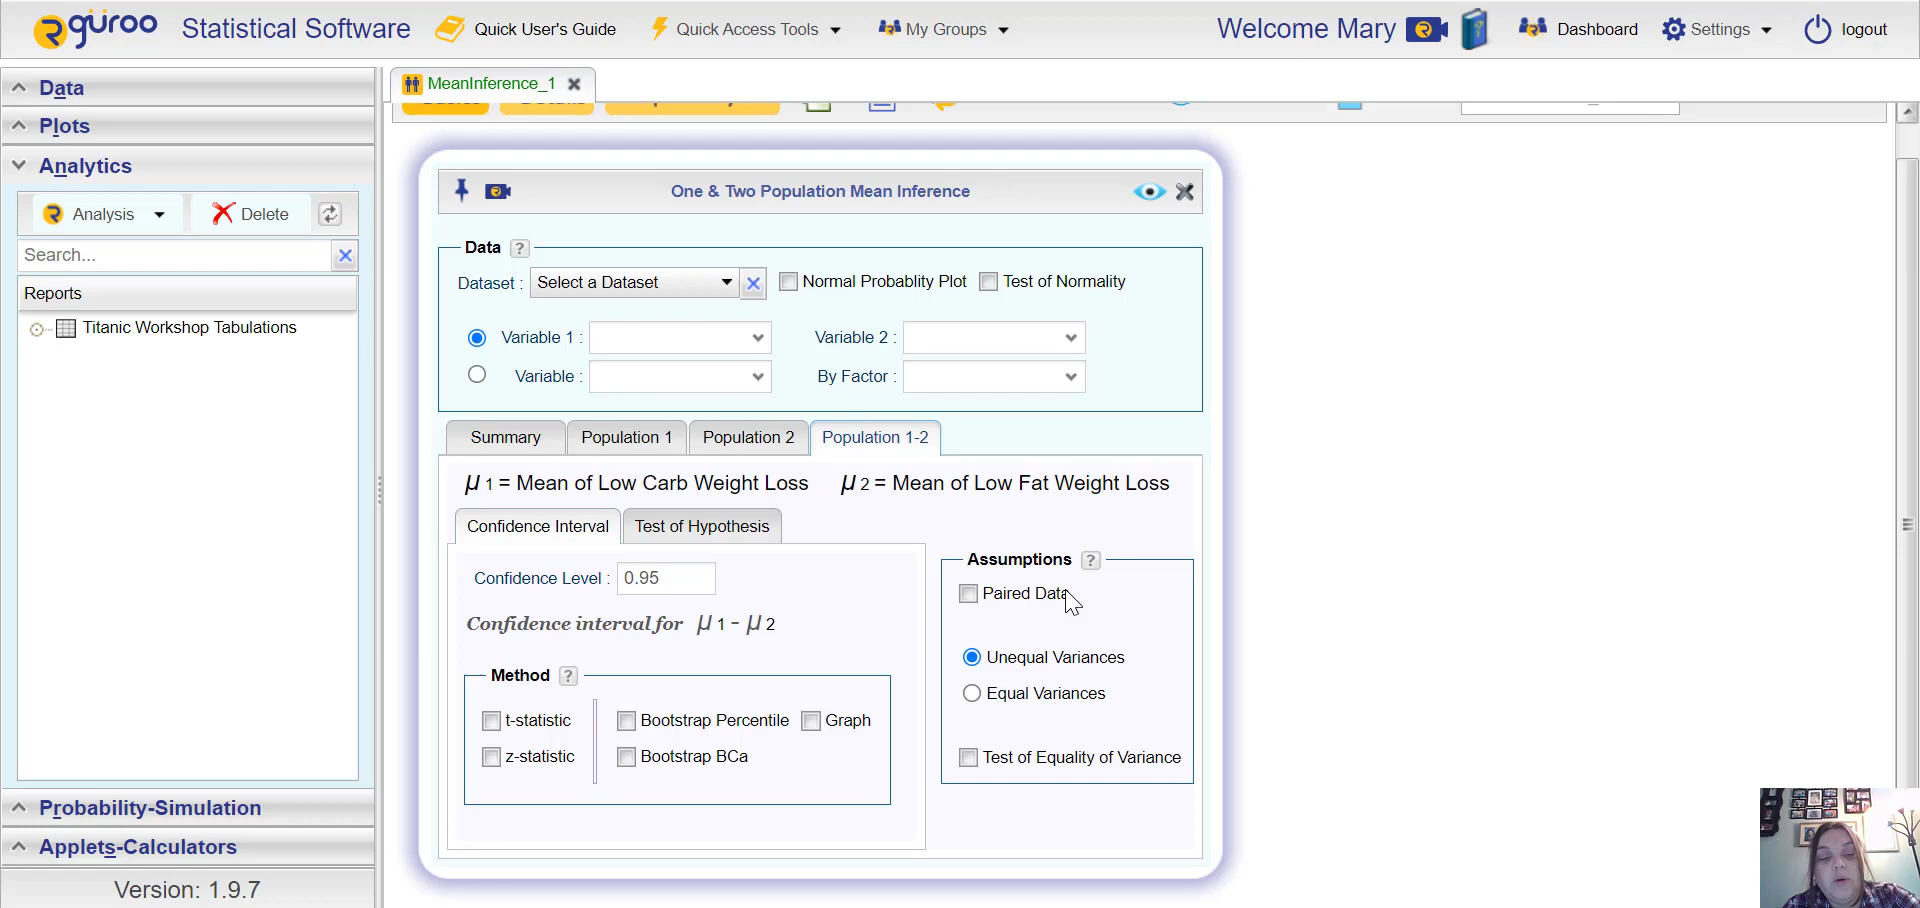 rgüroo Statistical Software Quick User's Guide Quick Access Tools My Groups Welcome Mary Dashboard Settings logout
Data
Plots
Analytics
Analysis Delete
Search...
Reports
Titanic Workshop Tabulations
Probability-Simulation
Applets-Calculators
Version: 1.9.7
MeanInference_1
One & Two Population Mean Inference
Data ?
Dataset : Select a Dataset Normal Probablity Plot Test of Normality
Variable 1 : Variable 2 :
Variable : By Factor :
Summary Population 1 Population 2 Population 1-2
μ 1 = Mean of Low Carb Weight Loss μ 2 = Mean of Low Fat Weight Loss
Confidence Interval Test of Hypothesis
Confidence Level : 0.95
Confidence interval for μ 1 - μ 2
Method ?
t-statistic Bootstrap Percentile Graph
z-statistic Bootstrap BCa
Assumptions ?
Paired Data
Unequal Variances
Equal Variances
Test of Equality of Variance